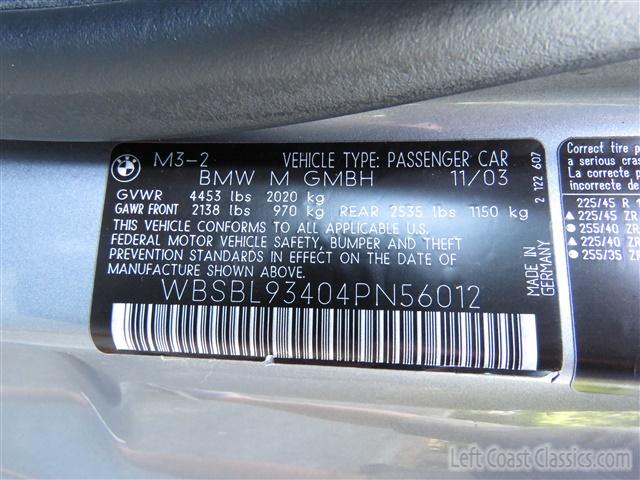 M3-2 VEHICLE TYPE: PASSENGER CAR
BMW M GMBH 11/03
GVWR 4453 lbs 2020 kg
GAWR FRONT 2138 lbs 970 kg REAR 2535 lbs 1150 kg
THIS VEHICLE CONFORMS TO ALL APPLICABLE U.S.
FEDERAL MOTOR VEHICLE SAFETY, BUMPER AND THEFT
PREVENTION STANDARDS IN EFFECT ON THE DATE OF
MANUFACTURE SHOWN ABOVE.
WBSBL93404PN56012
2 122 607
MADE IN
GERMANY
Correct tire
a serious cras
La correcte p
incidente de
225/45 R
225/45 ZR
255/40 ZR
225/40 ZR
255/35 ZR
Left Coast Classics.com